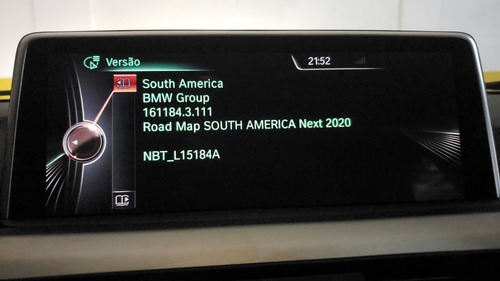 Versão
21:52
South America
BMW Group
161184.3.111
Road Map SOUTH AMERICA Next 2020
NBT_L15184A